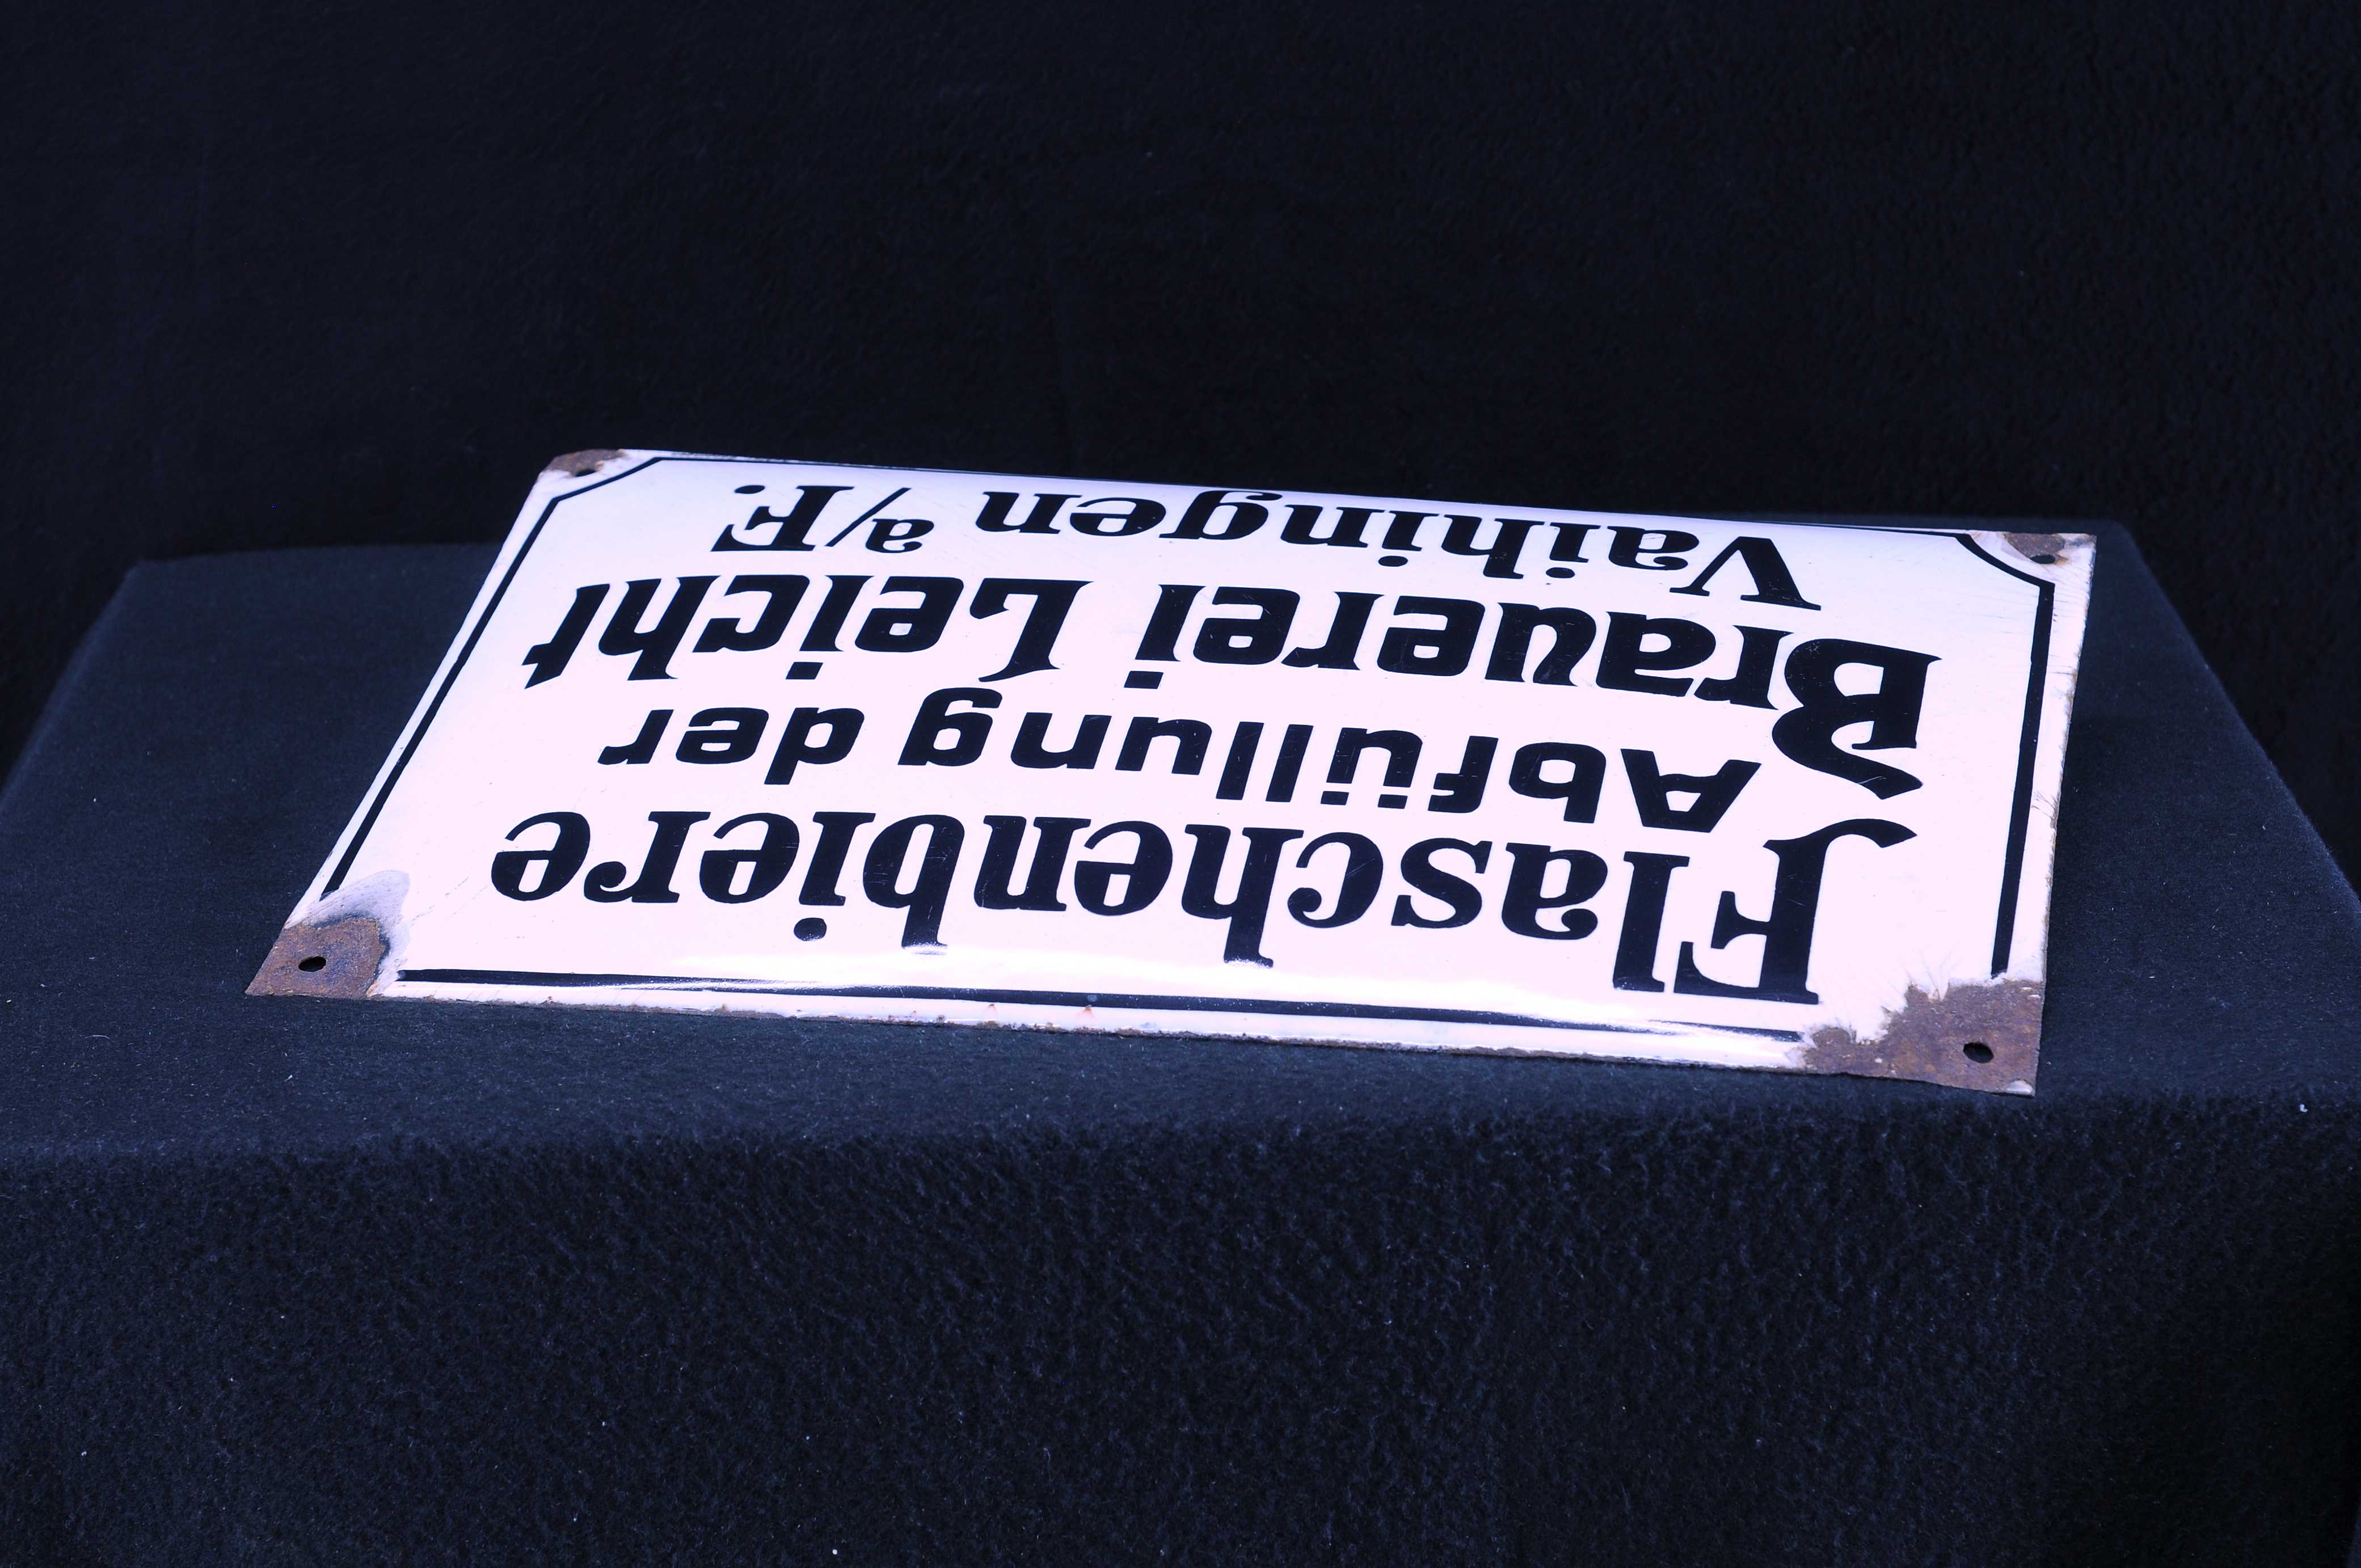 Flaschenbiere
Abfüllung der
Brauerei Leicht
Vaihingen a/F.